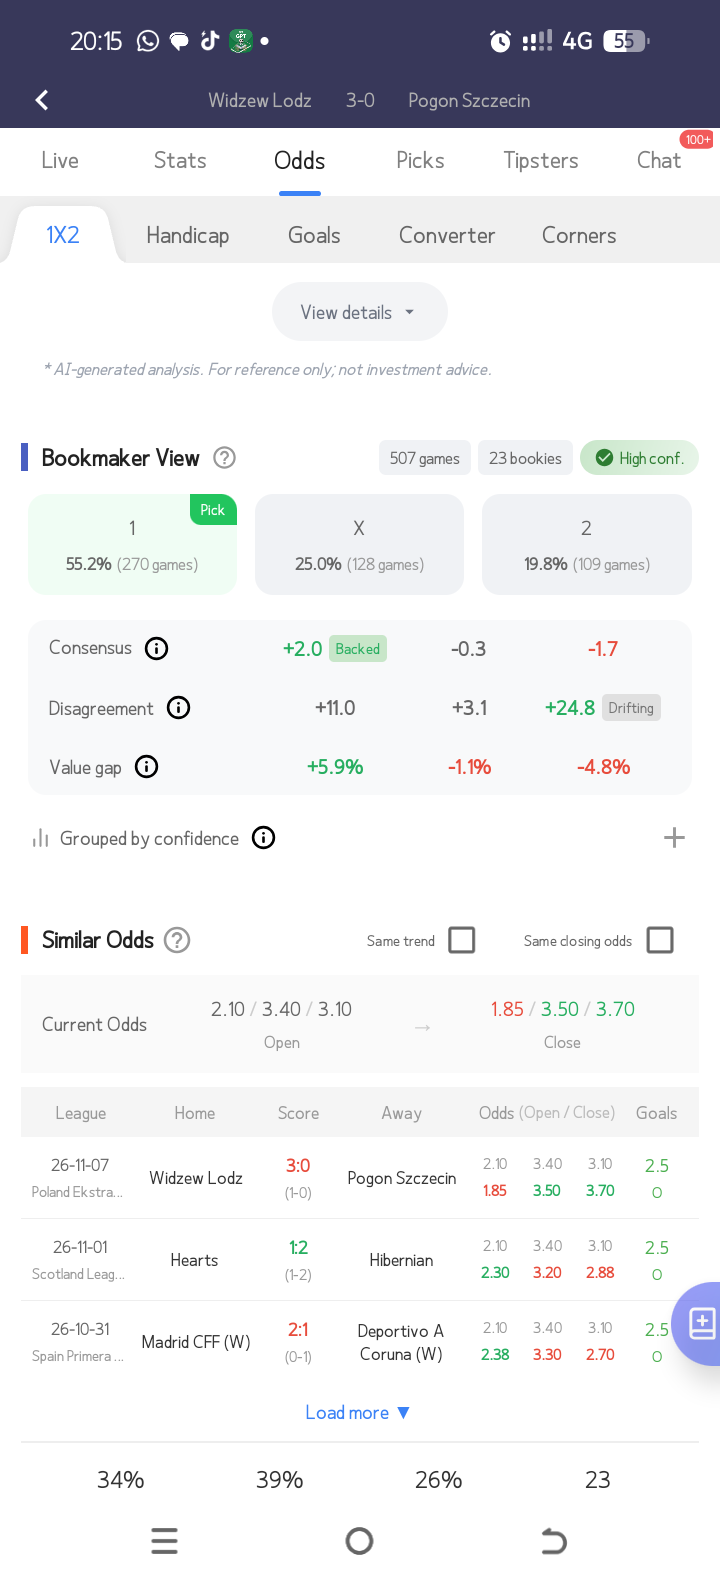 20:15 GPT 4G 55
Widzew Lodz 3-0 Pogon Szczecin
Live Stats Odds Picks Tipsters Chat 100+
1X2 Handicap Goals Converter Corners
View details
* AI-generated analysis. For reference only; not investment advice.
Bookmaker View ? 507 games 23 bookies High conf.
Pick
1 X 2
55.2% (270 games) 25.0% (128 games) 19.8% (109 games)
Consensus +2.0 Backed -0.3 -1.7
Disagreement +11.0 +3.1 +24.8 Drifting
Value gap +5.9% -1.1% -4.8%
Grouped by confidence +
Similar Odds ? Same trend Same closing odds
Current Odds 2.10 / 3.40 / 3.10 → 1.85 / 3.50 / 3.70
Open Close
League Home Score Away Odds (Open / Close) Goals
26-11-07 Widzew Lodz 3:0 Pogon Szczecin 2.10 3.40 3.10 2.5
Poland Ekstra... (1-0) 1.85 3.50 3.70 O
26-11-01 Hearts 1:2 Hibernian 2.10 3.40 3.10 2.5
Scotland Leag... (1-2) 2.30 3.20 2.88 O
26-10-31 Madrid CFF (W) 2:1 Deportivo A 2.10 3.40 3.10 2.5
Spain Primera ... (0-1) Coruna (W) 2.38 3.30 2.70 O
Load more ▼
34% 39% 26% 23